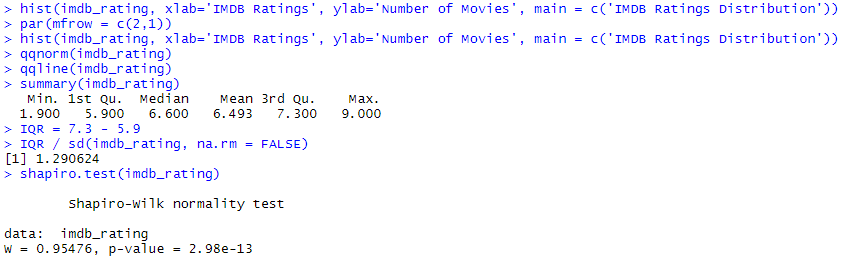 > hist(imdb_rating, xlab='IMDB Ratings', ylab='Number of Movies', main = c('IMDB Ratings Distribution'))
> par(mfrow = c(2,1))
> hist(imdb_rating, xlab='IMDB Ratings', ylab='Number of Movies', main = c('IMDB Ratings Distribution'))
> qqnorm(imdb_rating)
> qqline(imdb_rating)
> summary(imdb_rating)
   Min. 1st Qu.  Median    Mean 3rd Qu.    Max.
  1.900   5.900   6.600   6.493   7.300   9.000
> IQR = 7.3 - 5.9
> IQR / sd(imdb_rating, na.rm = FALSE)
[1] 1.290624
> shapiro.test(imdb_rating)
        Shapiro-Wilk normality test
data:  imdb_rating
W = 0.95476, p-value = 2.98e-13